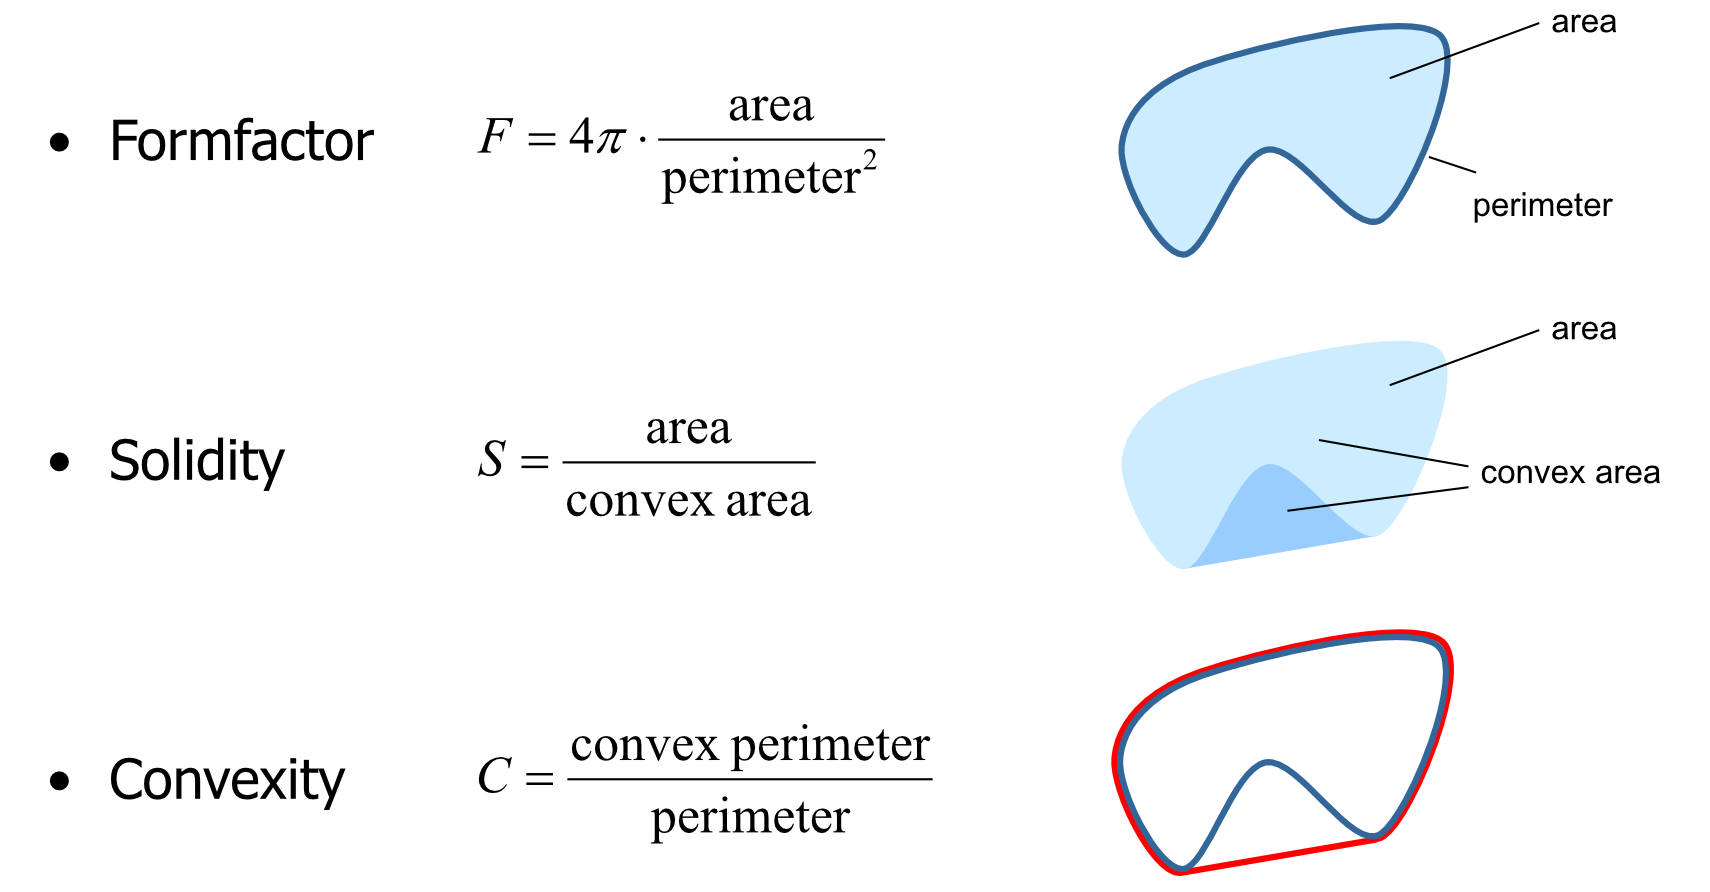 area
• Formfactor F = 4π · area / perimeter²
perimeter
area
• Solidity S = area / convex area
convex area
• Convexity C = convex perimeter / perimeter